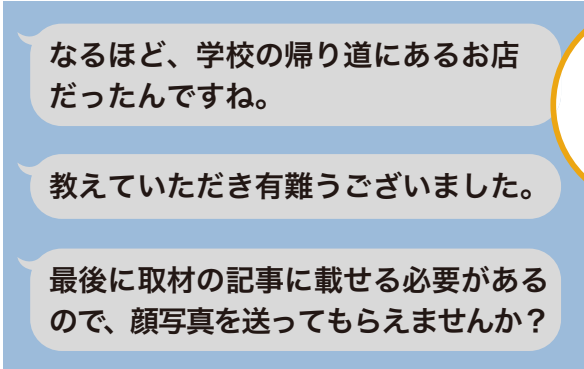 なるほど、学校の帰り道にあるお店
だったんですね。
教えていただき有難うございました。
最後に取材の記事に載せる必要がある
ので、顔写真を送ってもらえませんか？